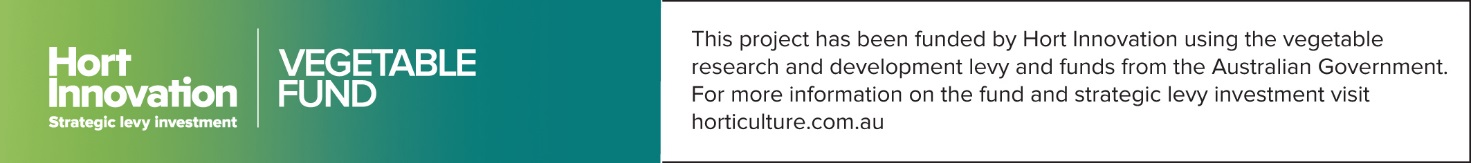 Hort
Innovation
Strategic levy investment
VEGETABLE
FUND
This project has been funded by Hort Innovation using the vegetable
research and development levy and funds from the Australian Government.
For more information on the fund and strategic levy investment visit
horticulture.com.au